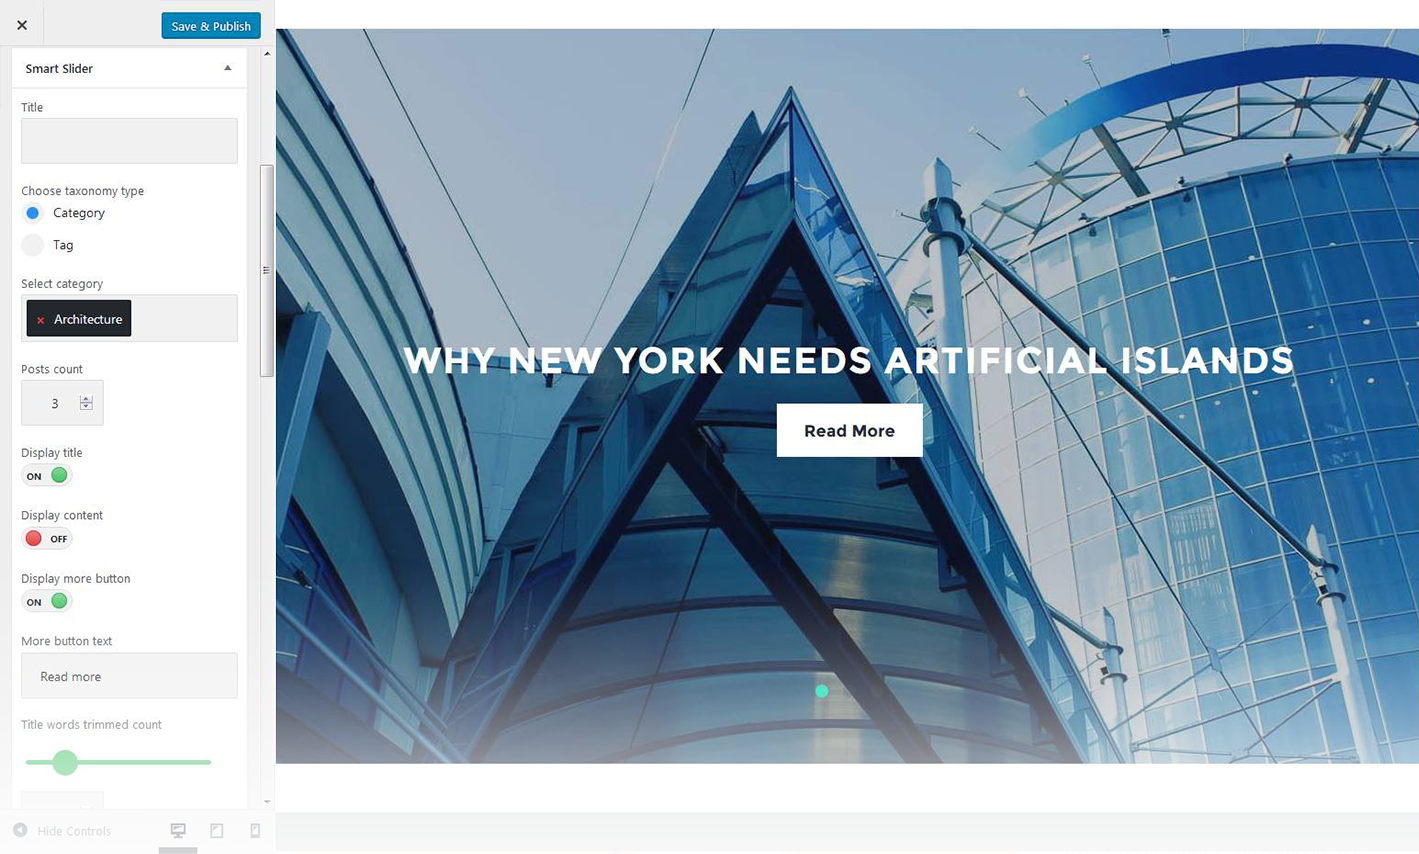 Save & Publish
Smart Slider
Title
Choose taxonomy type
Category
Tag
Select category
× Architecture
Posts count
3
Display title
ON
Display content
OFF
Display more button
ON
More button text
Read more
Title words trimmed count
Hide Controls
WHY NEW YORK NEEDS ARTIFICIAL ISLANDS
Read More